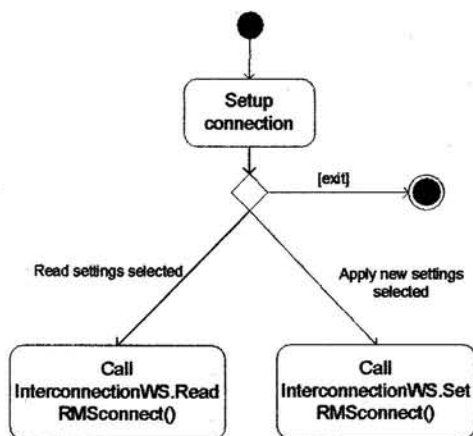 Setup
connection
[exit]
Read settings selected
Apply new settings
selected
Call
InterconnectionWS.Read
RMSconnect()
Call
InterconnectionWS.Set
RMSconnect()